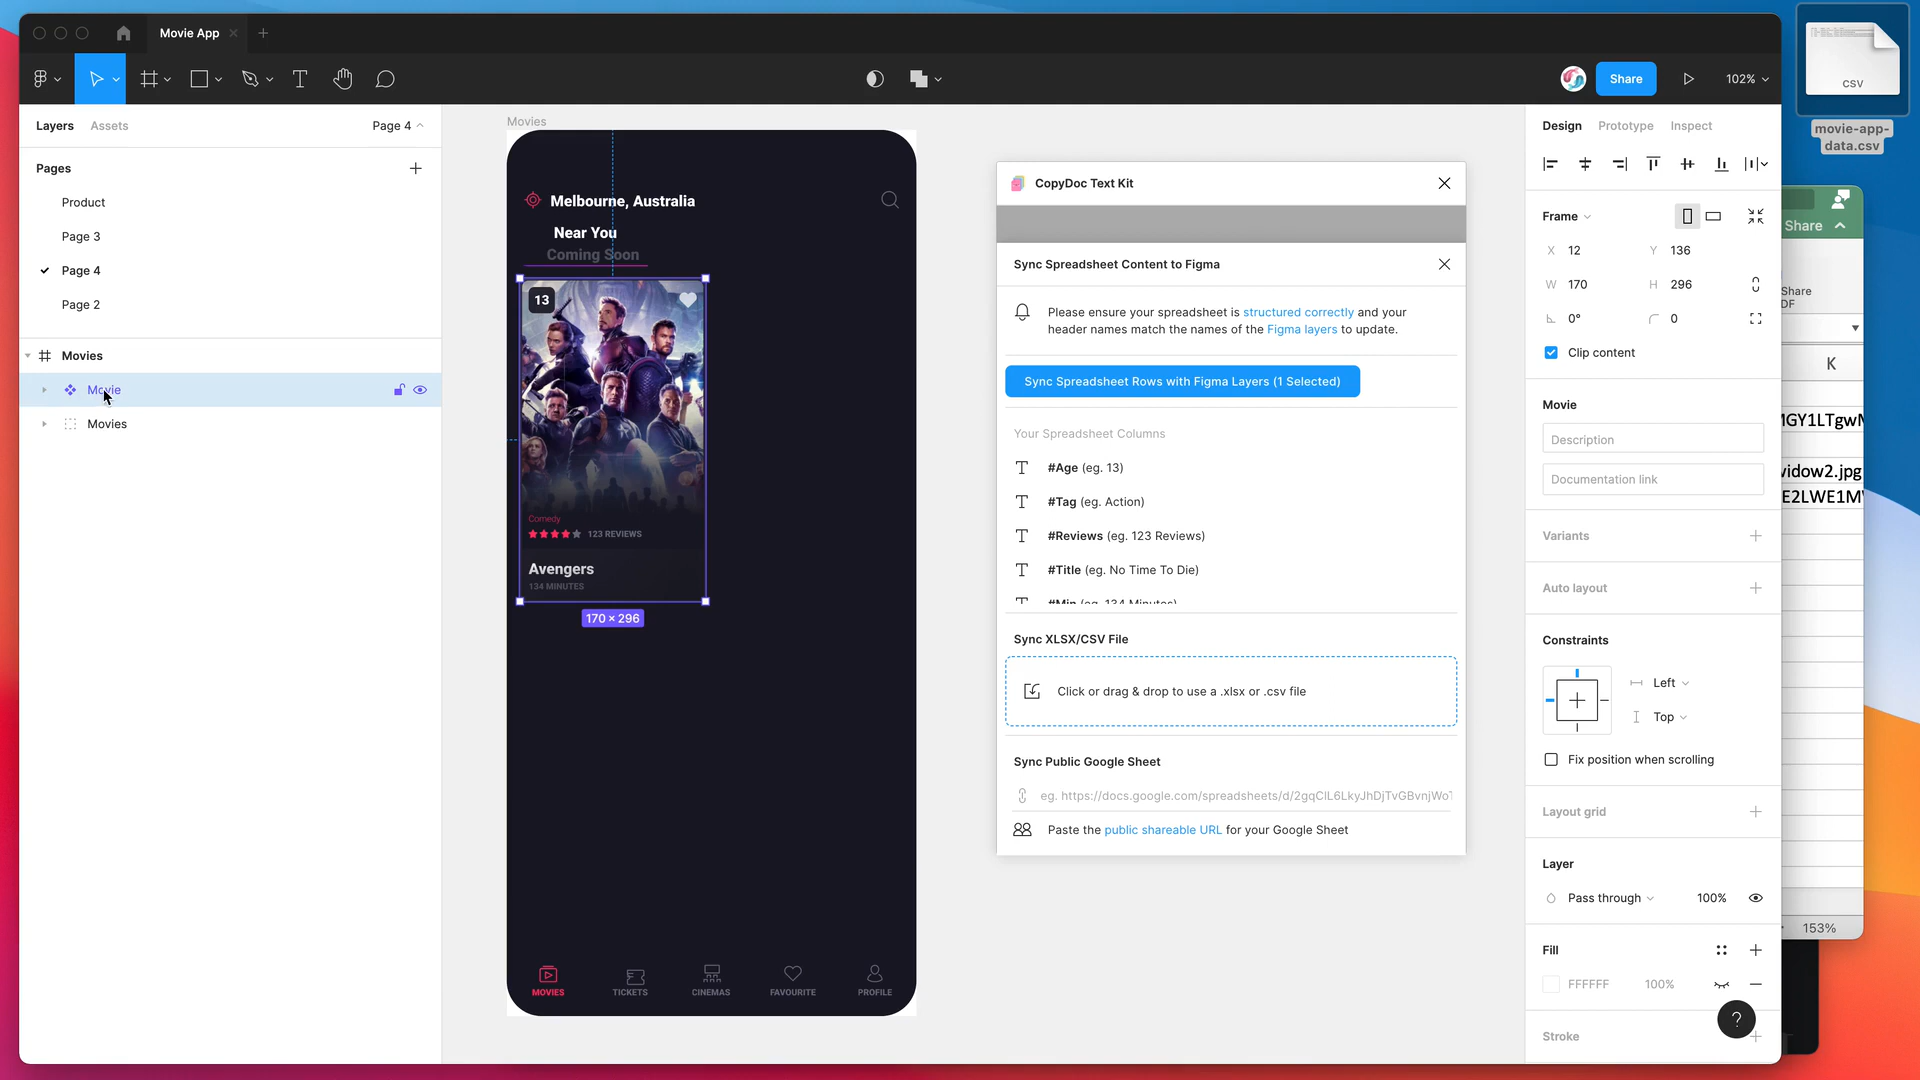 Movie App
Share
102%
CSV
movie-app-
data.csv
Layers
Assets
Page 4
Pages
Product
Page 3
Page 4
Page 2
Movies
Movie
Movies
Movies
Melbourne, Australia
Near You
Coming Soon
13
Comedy
123 REVIEWS
Avengers
134 MINUTES
170 × 296
MOVIES
TICKETS
CINEMAS
FAVOURITE
PROFILE
CopyDoc Text Kit
Sync Spreadsheet Content to Figma
Please ensure your spreadsheet is structured correctly and your
header names match the names of the Figma layers to update.
Sync Spreadsheet Rows with Figma Layers (1 Selected)
Your Spreadsheet Columns
#Age (eg. 13)
#Tag (eg. Action)
#Reviews (eg. 123 Reviews)
#Title (eg. No Time To Die)
#Min (eg. 134 Minutes)
Sync XLSX/CSV File
Click or drag & drop to use a .xlsx or .csv file
Sync Public Google Sheet
eg. https://docs.google.com/spreadsheets/d/2gqCIL6LkyJhDjTvGBvnjWo
Paste the public shareable URL for your Google Sheet
Design
Prototype
Inspect
Frame
X 12
Y 136
W 170
H 296
0°
0
Clip content
Movie
Description
Documentation link
Variants
Auto layout
Constraints
Left
Top
Fix position when scrolling
Layout grid
Layer
Pass through
100%
Fill
FFFFFF
100%
Stroke
?
Share
Share
DF
K
GY1LTgw
idow2.jpg
E2LWE1M
153%